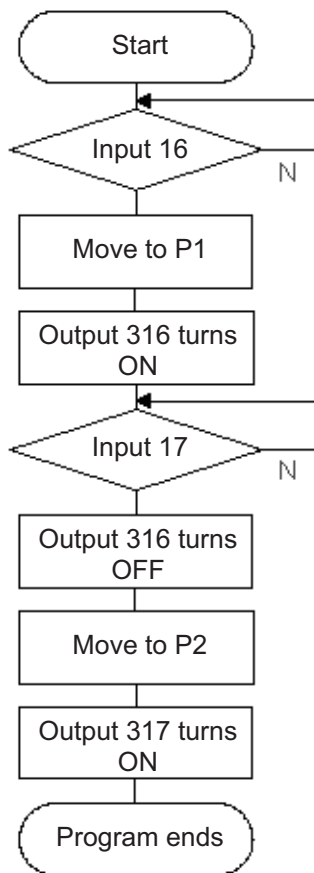 Start
Input 16
N
Move to P1
Output 316 turns
ON
Input 17
N
Output 316 turns
OFF
Move to P2
Output 317 turns
ON
Program ends